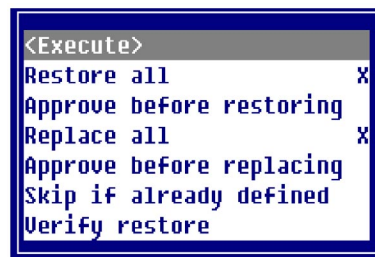 <Execute>
Restore all X
Approve before restoring
Replace all X
Approve before replacing
Skip if already defined
Verify restore